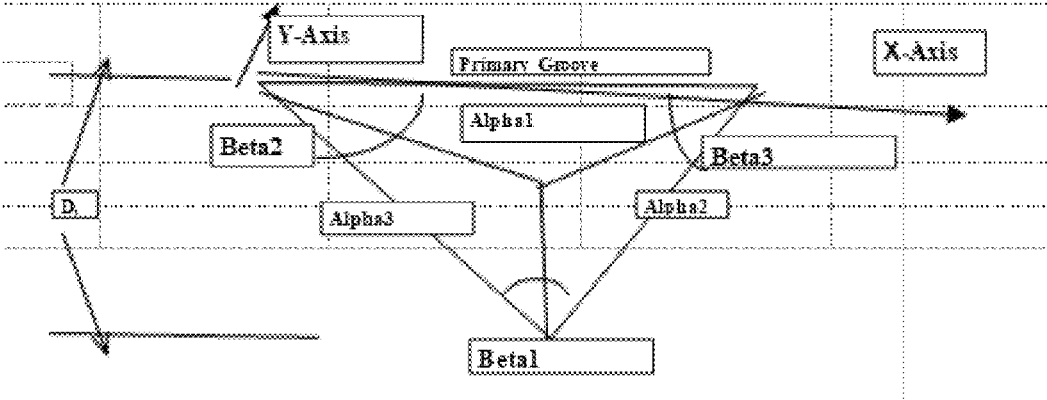 Y-Axis
X-Axis
Primary Groove
Alpha1
Beta2
Beta3
D,
Alpha3
Alpha2
Beta1